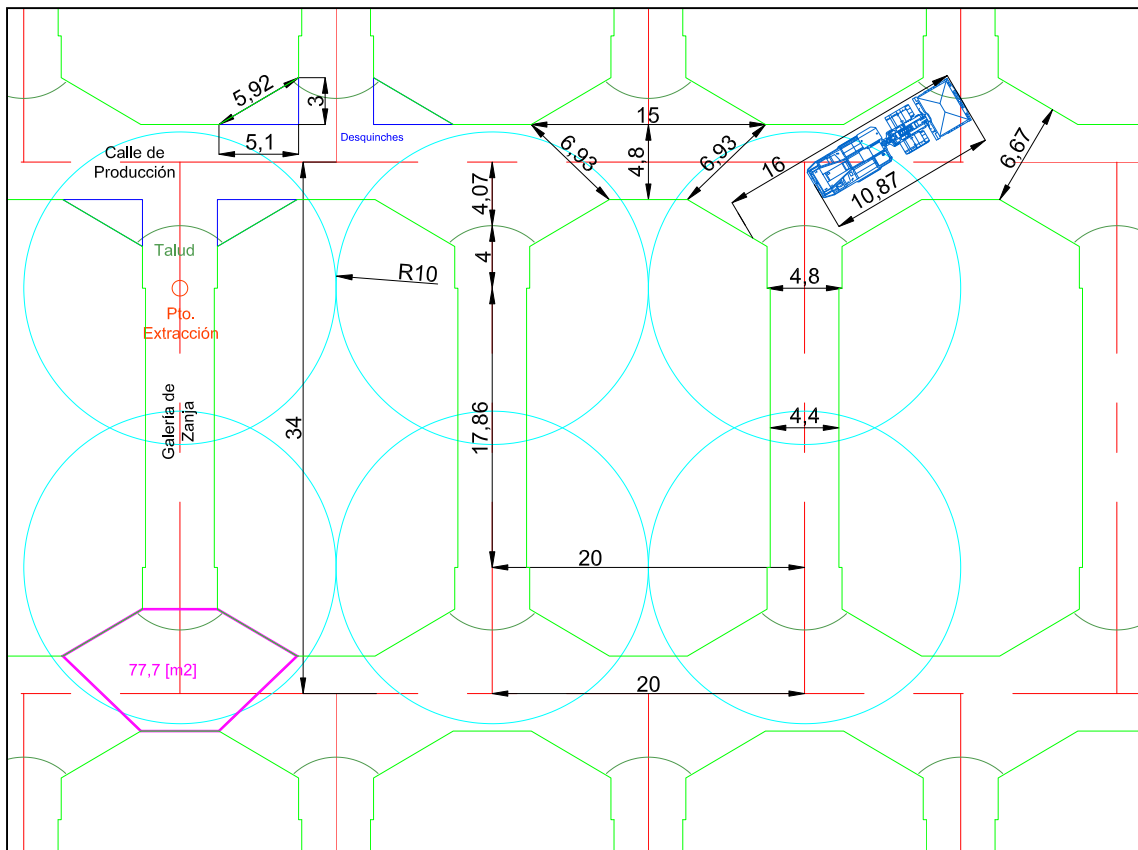 5,92
3
5,1
Desquinches
15
6,93
4,8
6,93
16
10,87
6,67
Calle de
Producción
4,07
Talud
4
R10
4,8
Pto.
Extracción
Galería de
Zanja
34
17,86
4,4
20
77,7 [m2]
20